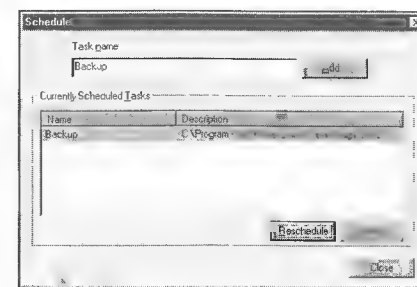 Schedule
Task name
Backup
Add
Currently Scheduled Tasks
Name Description
Backup C:\Program
Reschedule
Close